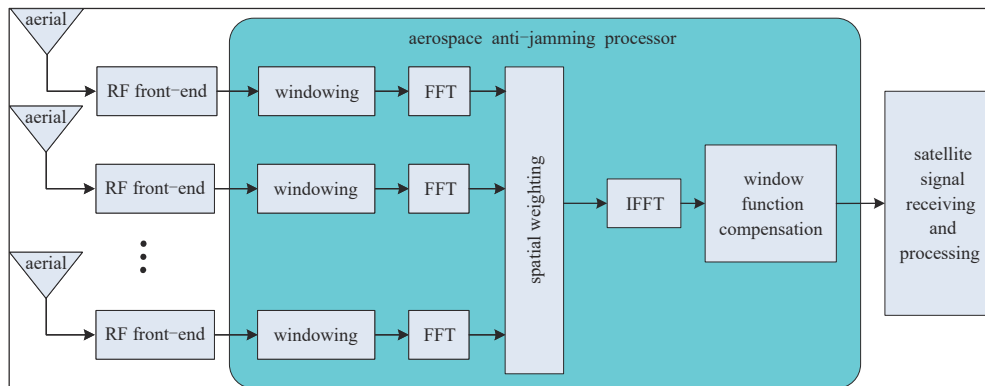 aerial
aerospace anti-jamming processor
RF front-end
windowing
FFT
aerial
RF front-end
windowing
FFT
spatial weighting
IFFT
window
function
compensation
satellite
signal
receiving
and
processing
aerial
RF front-end
windowing
FFT